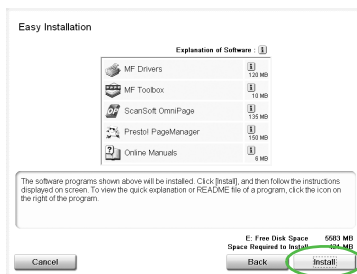 Easy Installation
Explanation of Software :
MF Drivers
120 MB
MF Toolbox
10 MB
ScanSoft OmniPage
135 MB
Presto! PageManager
150 MB
Online Manuals
6 MB
The software programs shown above will be installed. Click [Install], and then follow the instructions
displayed on screen. To view the quick explanation or README file of a program, click the icon on
the right of the program.
E: Free Disk Space 5583 MB
Space Required to Install 421 MB
Cancel Back Install